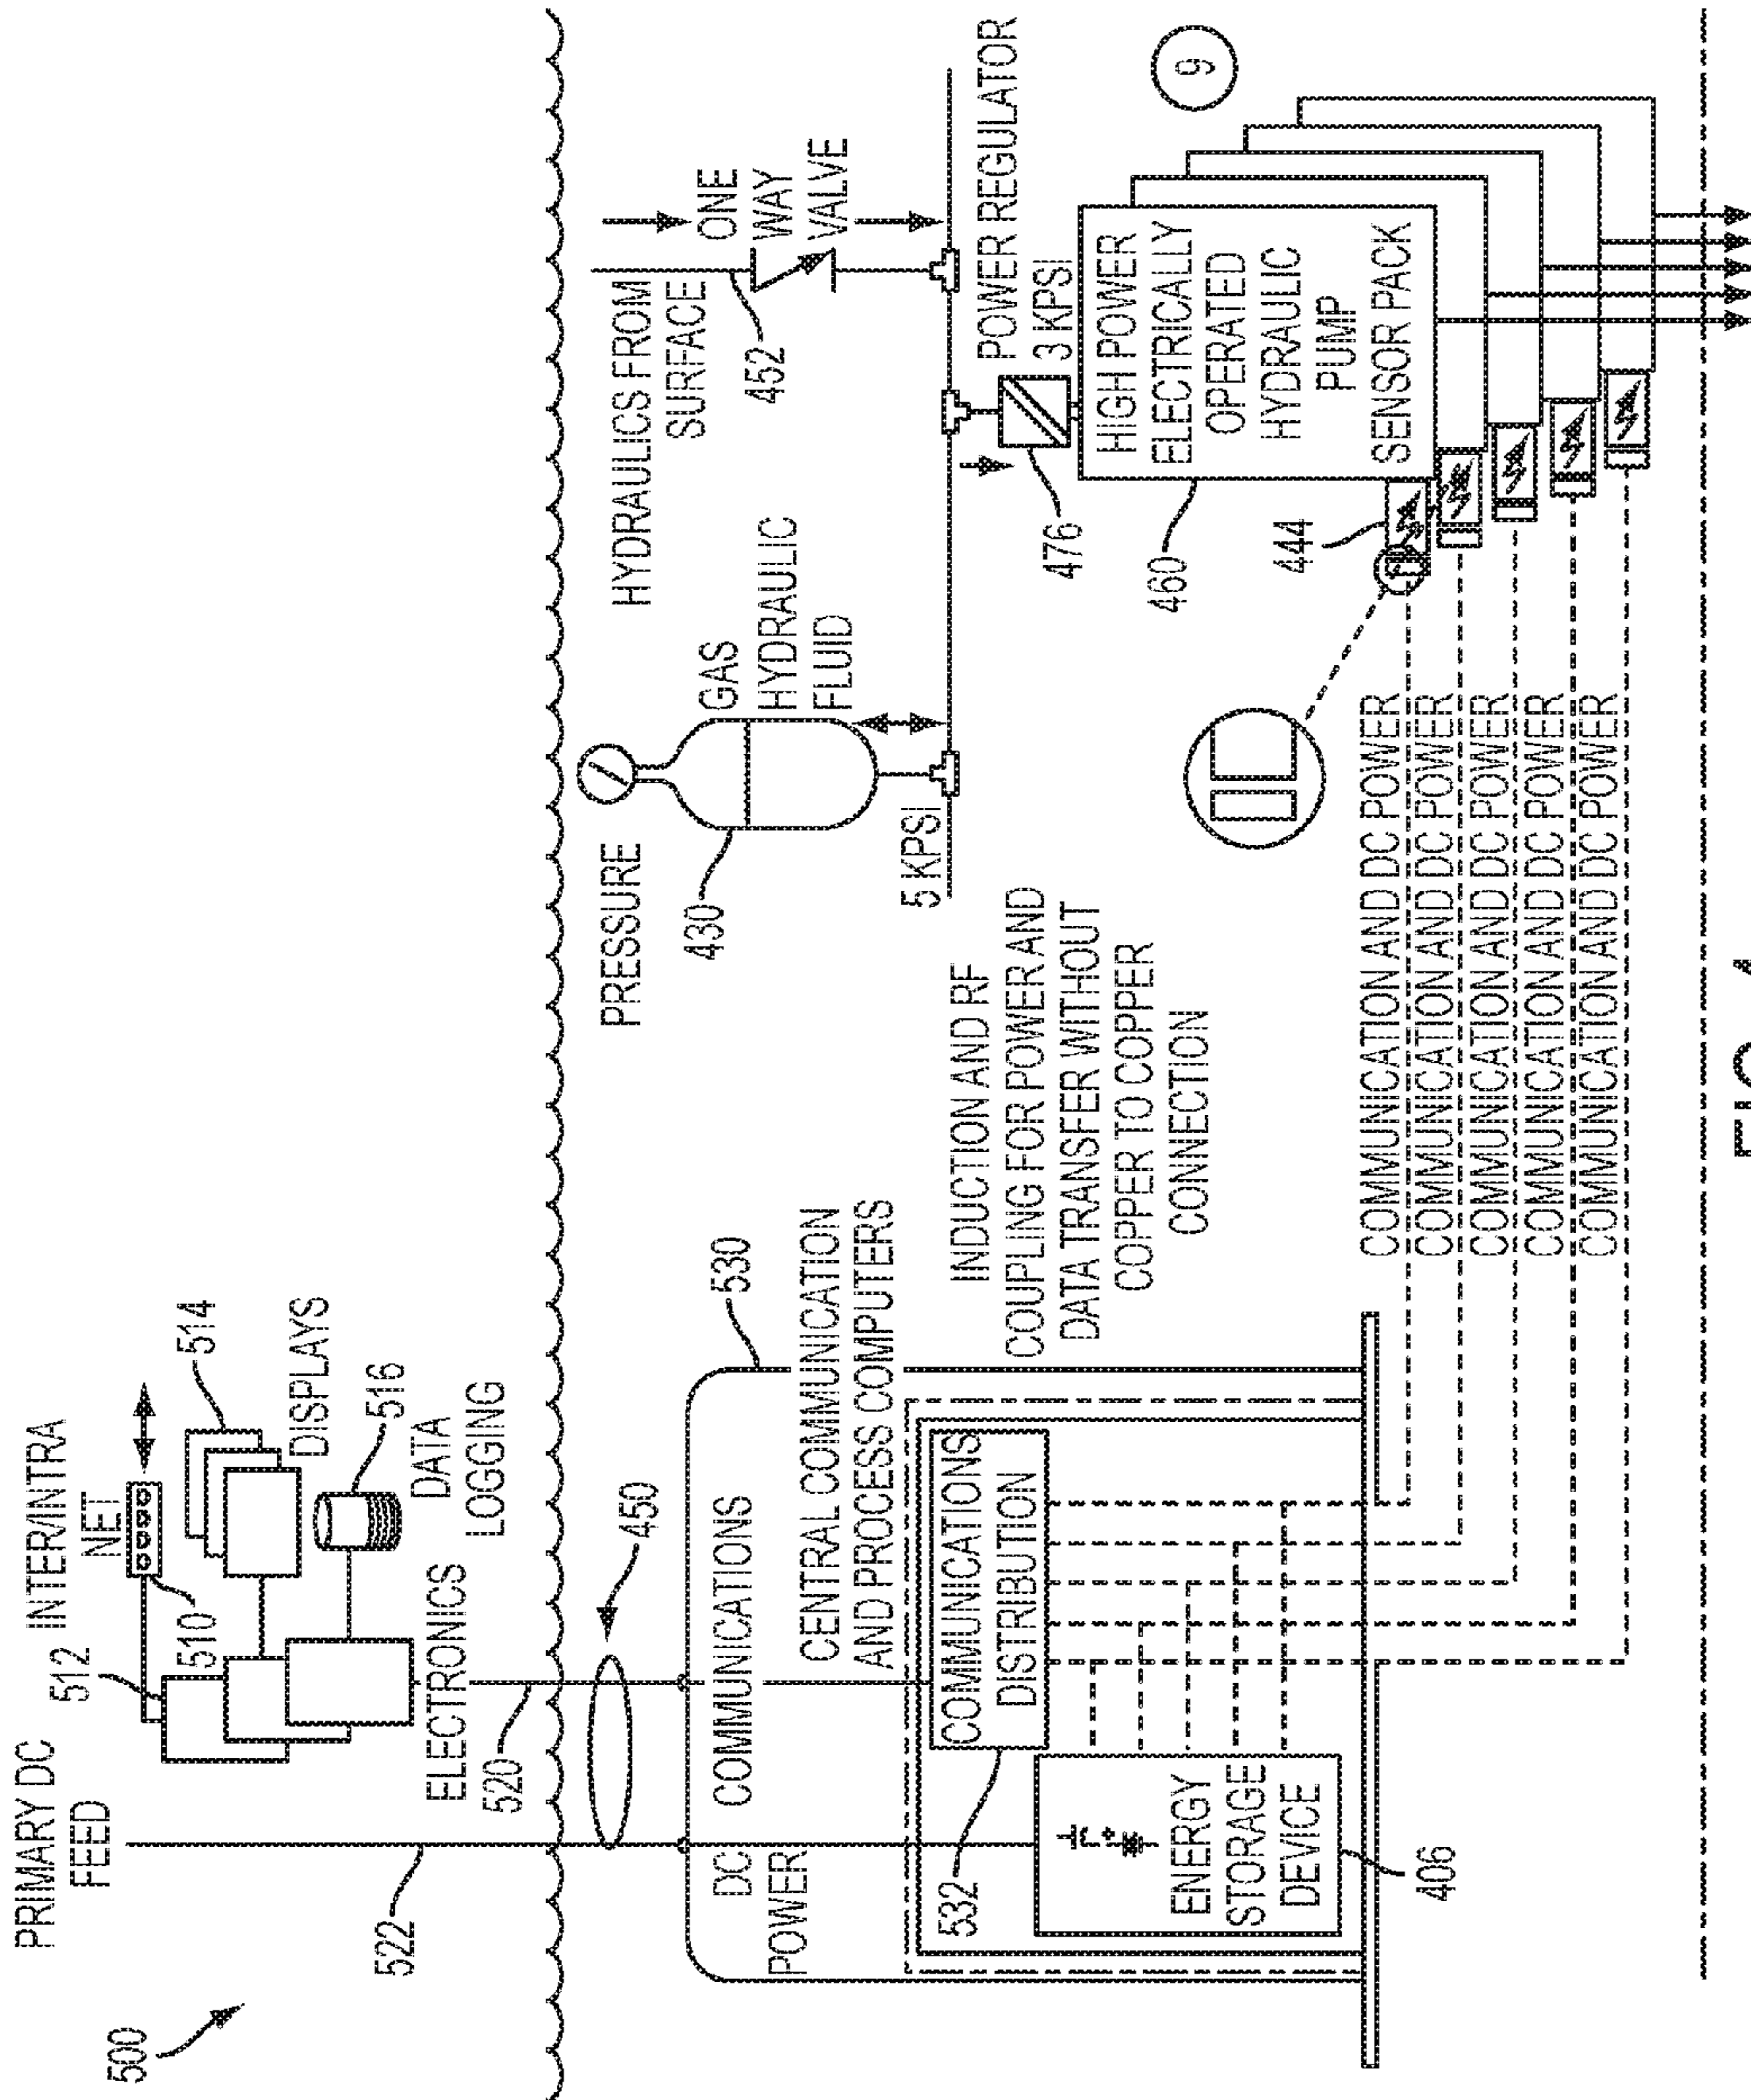 500
PRIMARY DC
FEED
522
512
INTER/INTRA
NET
510
514
DISPLAYS
516
DATA
LOGGING
ELECTRONICS
520
450
DC
POWER
COMMUNICATIONS
530
CENTRAL COMMUNICATION
AND PROCESS COMPUTERS
COMMUNICATIONS
DISTRIBUTION
532
ENERGY
STORAGE
DEVICE
406
PRESSURE
430
GAS
HYDRAULIC
FLUID
5 KPSI
HYDRAULICS FROM
SURFACE
452
ONE
WAY
VALVE
POWER REGULATOR
3 KPSI
476
9
HIGH POWER
ELECTRICALLY
OPERATED
HYDRAULIC
PUMP
SENSOR PACK
460
444
INDUCTION AND RF
COUPLING FOR POWER AND
DATA TRANSFER WITHOUT
COPPER TO COPPER
CONNECTION
COMMUNICATION AND DC POWER
COMMUNICATION AND DC POWER
COMMUNICATION AND DC POWER
COMMUNICATION AND DC POWER
COMMUNICATION AND DC POWER